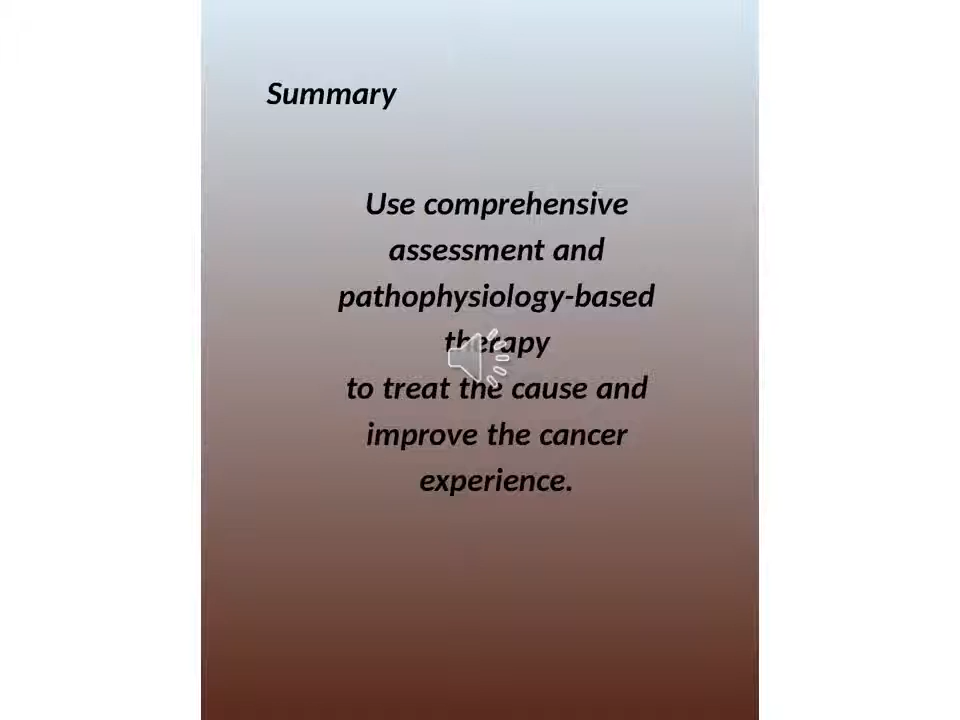 Summary
Use comprehensive
assessment and
pathophysiology-based
therapy
to treat the cause and
improve the cancer
experience.